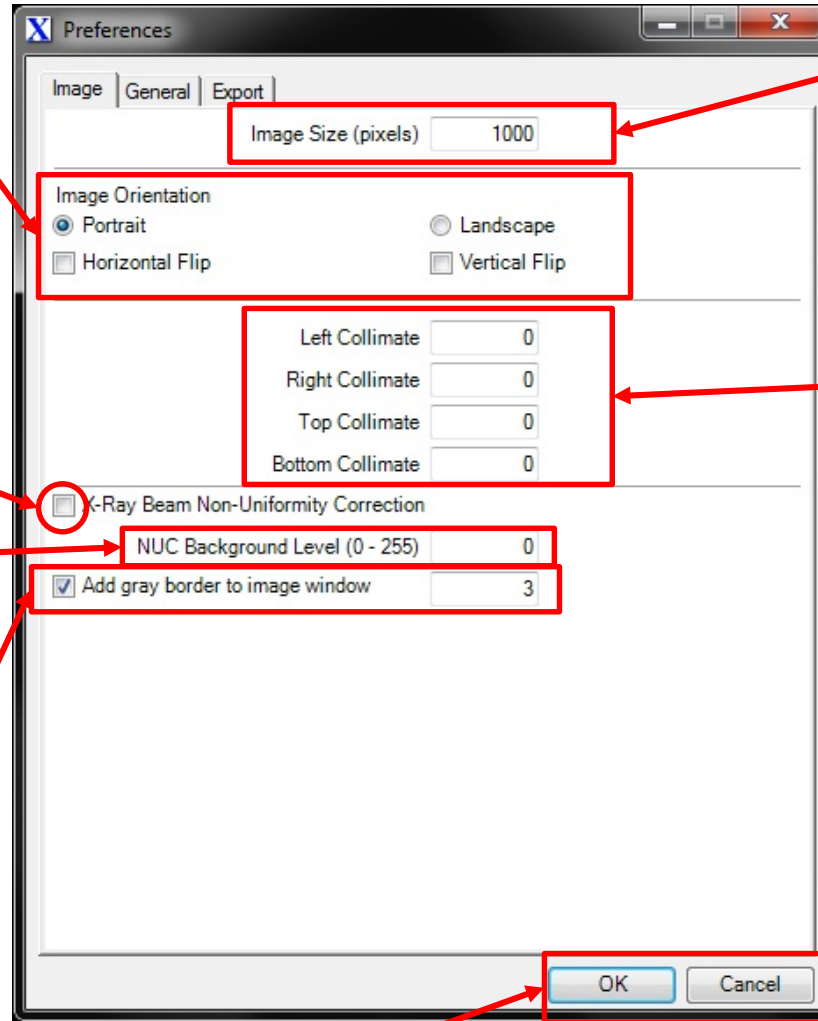 X Preferences
Image General Export
Image Size (pixels) 1000
Image Orientation
Portrait Landscape
Horizontal Flip Vertical Flip
Left Collimate 0
Right Collimate 0
Top Collimate 0
Bottom Collimate 0
X-Ray Beam Non-Uniformity Correction
NUC Background Level (0 - 255) 0
Add gray border to image window 3
OK Cancel